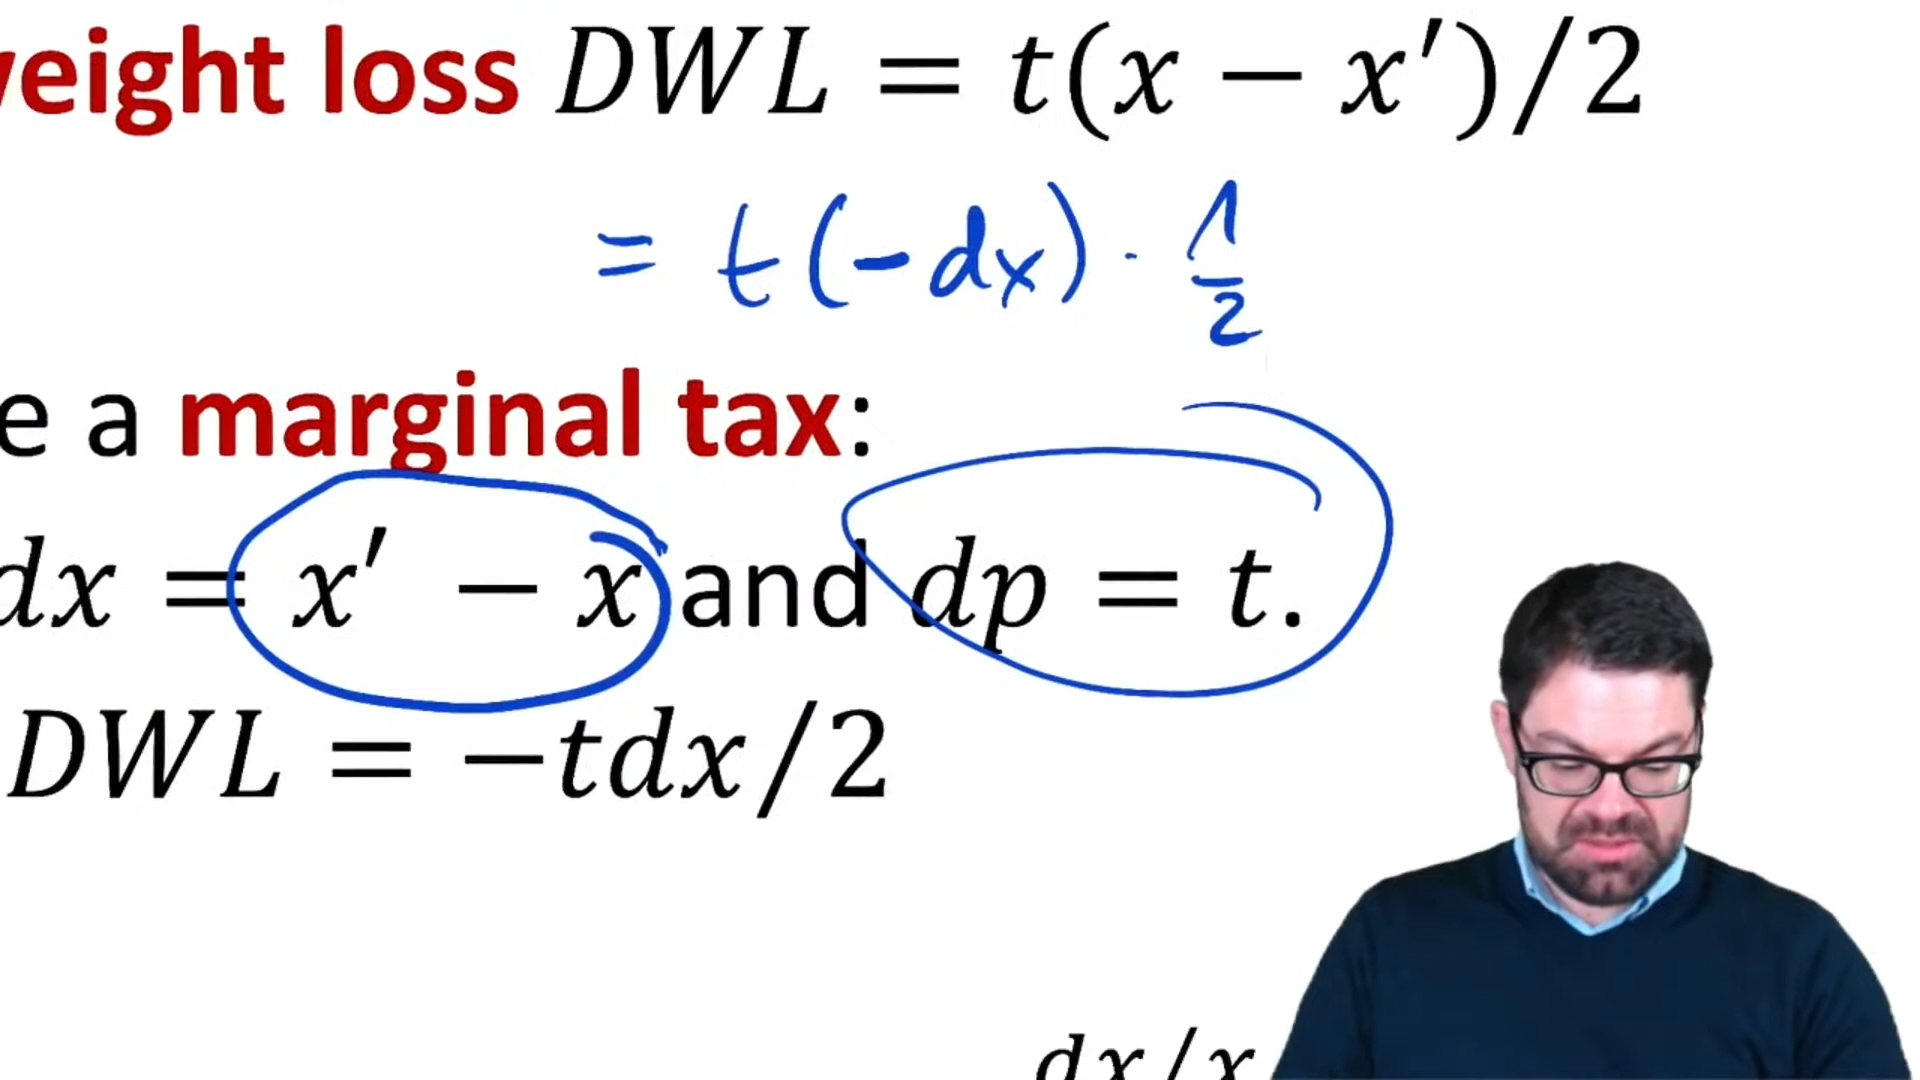 weight loss DWL = t(x − x′)/2
= t(-dx) · 1/2
e a marginal tax:
dx = x′ − x and dp = t.
DWL = −tdx/2
dx/x